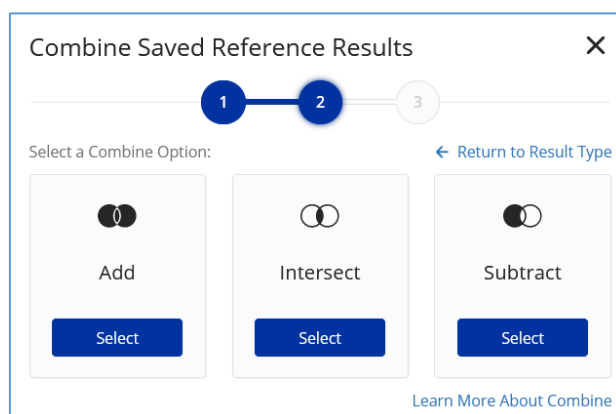 Combine Saved Reference Results
1 2 3
Select a Combine Option: ← Return to Result Type
Add Intersect Subtract
Select Select Select
Learn More About Combine